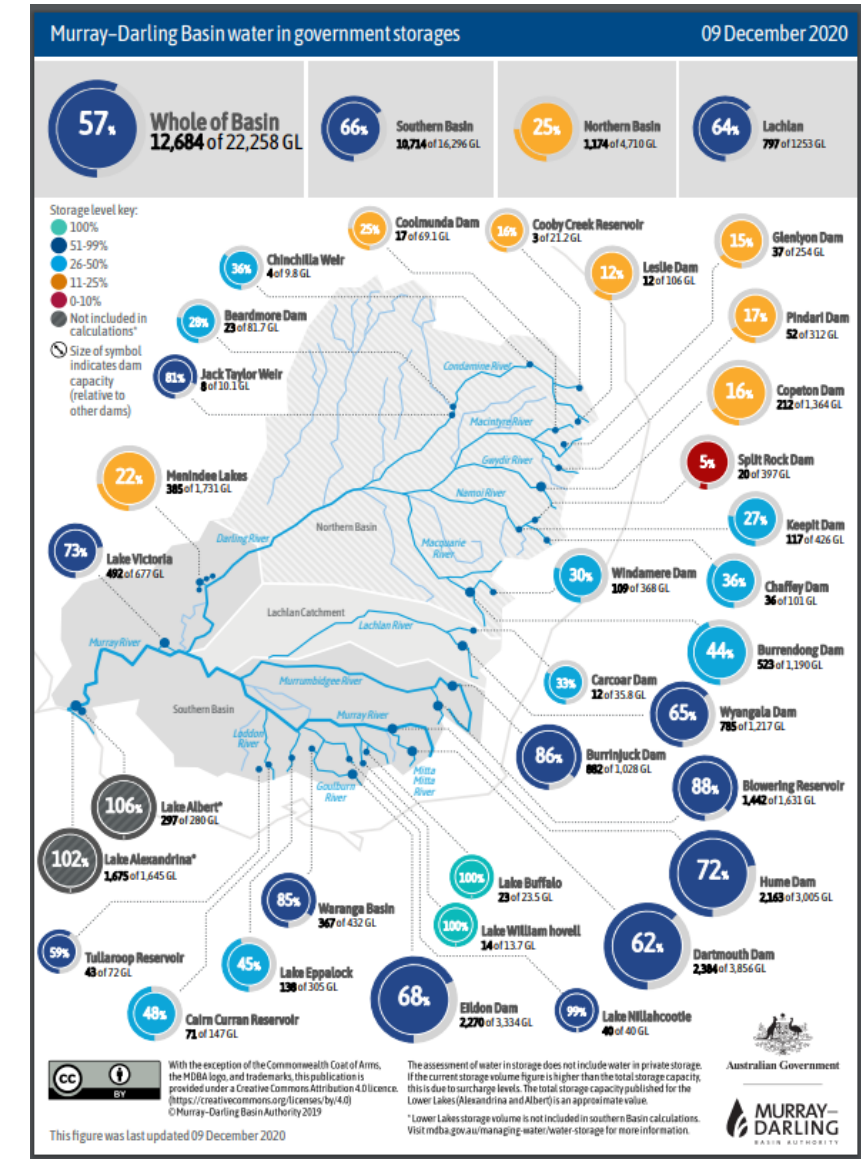 Murray–Darling Basin water in government storages
09 December 2020
57%
Whole of Basin
12,684 of 22,258 GL
66%
Southern Basin
10,714 of 16,296 GL
25%
Northern Basin
1,174 of 4,710 GL
64%
Lachlan
797 of 1253 GL
Storage level key:
100%
51-99%
26-50%
11-25%
0-10%
Not included in
calculations*
Size of symbol
indicates dam
capacity
(relative to
other dams)
25%
Coolmunda Dam
17 of 69.1 GL
16%
Cooby Creek Reservoir
3 of 21.2 GL
15%
Glenlyon Dam
37 of 254 GL
36%
Chinchilla Weir
4 of 9.8 GL
12%
Leslie Dam
12 of 106 GL
28%
Beardmore Dam
23 of 81.7 GL
17%
Pindari Dam
52 of 312 GL
81%
Jack Taylor Weir
8 of 10.1 GL
16%
Copeton Dam
212 of 1,364 GL
Condamine River
Macintyre River
Gwydir River
Namoi River
Macquarie
River
Northern Basin
Darling River
22%
Menindee Lakes
385 of 1,731 GL
5%
Split Rock Dam
20 of 397 GL
27%
Keepit Dam
117 of 426 GL
73%
Lake Victoria
492 of 677 GL
30%
Windamere Dam
109 of 368 GL
36%
Chaffey Dam
36 of 101 GL
Lachlan Catchment
Lachlan River
Murray River
44%
Burrendong Dam
523 of 1,190 GL
33%
Carcoar Dam
12 of 35.8 GL
Murrumbidgee River
Southern Basin
Murray River
65%
Wyangala Dam
785 of 1,217 GL
Loddon
River
86%
Burrinjuck Dam
882 of 1,028 GL
Mitta
Mitta
River
Goulburn
River
88%
Blowering Reservoir
1,442 of 1,631 GL
106%
Lake Albert*
297 of 280 GL
102%
Lake Alexandrina*
1,675 of 1,645 GL
72%
Hume Dam
2,163 of 3,005 GL
100%
Lake Buffalo
23 of 23.5 GL
85%
Waranga Basin
367 of 432 GL
100%
Lake William hovell
14 of 13.7 GL
62%
Dartmouth Dam
2,384 of 3,856 GL
59%
Tullaroop Reservoir
43 of 72 GL
45%
Lake Eppalock
138 of 305 GL
68%
Eildon Dam
2,270 of 3,334 GL
99%
Lake Nillahcootie
40 of 40 GL
48%
Cairn Curran Reservoir
71 of 147 GL
cc
BY
With the exception of the Commonwealth Coat of Arms,
the MDBA logo, and trademarks, this publication is
provided under a Creative Commons Attribution 4.0 licence.
(https://creativecommons.org/licenses/by/4.0)
© Murray–Darling Basin Authority 2019
The assessment of water in storage does not include water in private storage.
If the current storage volume figure is higher than the total storage capacity,
this is due to surcharge levels. The total storage capacity published for the
Lower Lakes (Alexandrina and Albert) is an approximate value.
* Lower Lakes storage volume is not included in southern Basin calculations.
Visit mdba.gov.au/managing-water/water-storage for more information.
This figure was last updated 09 December 2020
Australian Government
MURRAY–
DARLING
BASIN AUTHORITY